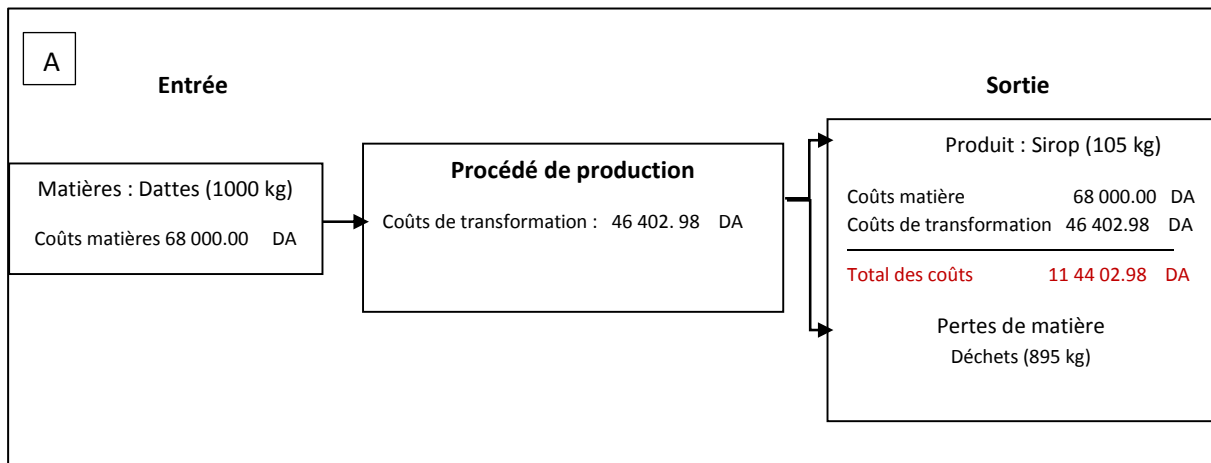 A
Entrée
Sortie
Matières : Dattes (1000 kg)
Coûts matières 68 000.00 DA
Procédé de production
Coûts de transformation : 46 402. 98 DA
Produit : Sirop (105 kg)
Coûts matière 68 000.00 DA
Coûts de transformation 46 402.98 DA
Total des coûts 11 44 02.98 DA
Pertes de matière
Déchets (895 kg)